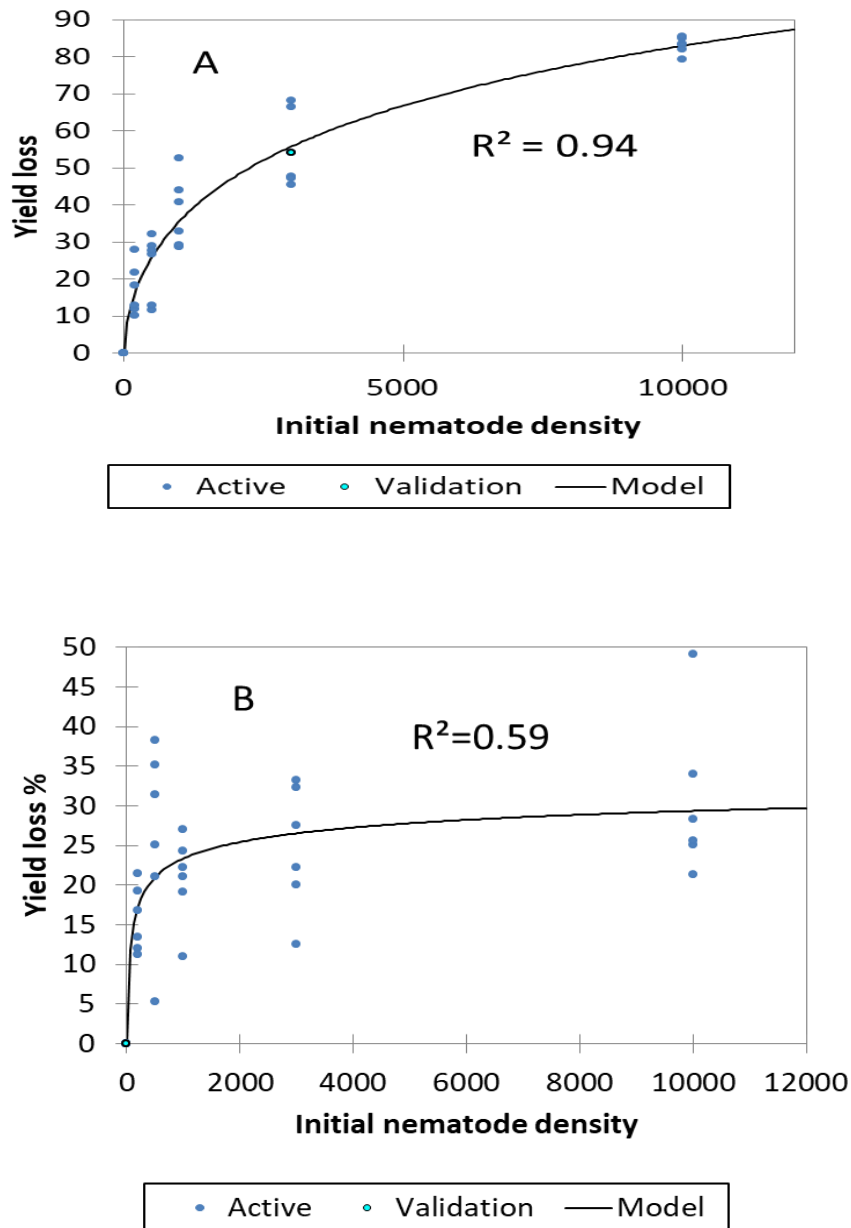 90
80
70
60
50
40
30
20
10
0
Yield loss
A
R² = 0.94
0 5000 10000
Initial nematode density
Active Validation Model
50
45
40
35
30
25
20
15
10
5
0
Yield loss %
B
R²=0.59
0 2000 4000 6000 8000 10000 12000
Initial nematode density
Active Validation Model